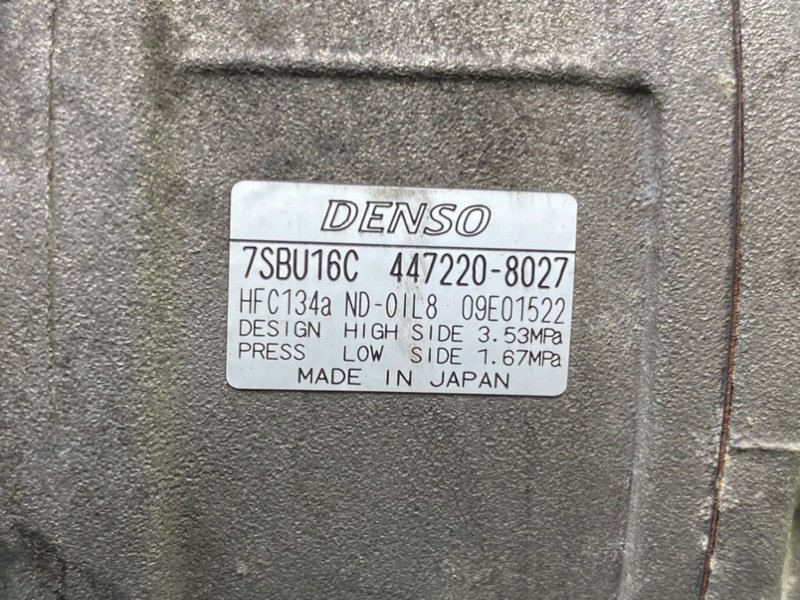 DENSO
7SBU16C 447220-8027
HFC134a ND-OIL8 09E01522
DESIGN HIGH SIDE 3.53MPa
PRESS LOW SIDE 1.67MPa
MADE IN JAPAN